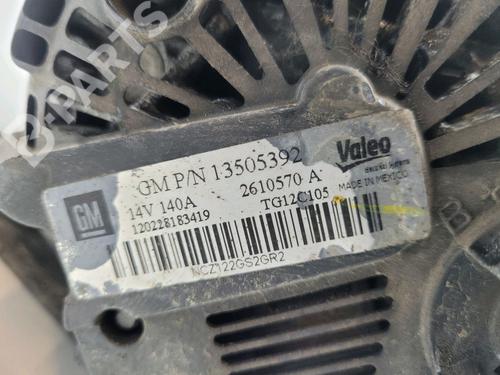 B-PARTS
GM P/N 13505392
Valeo
14V 140A
2610570 A
MADE IN MEXICO
GM
120228183419
TG12C105
NCZ122GS2GR2
B